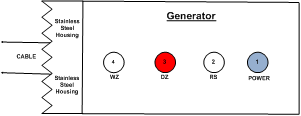 Stainless
Steel
Housing
Generator
CABLE
4
3
2
1
WZ
DZ
RS
POWER
Stainless
Steel
Housing